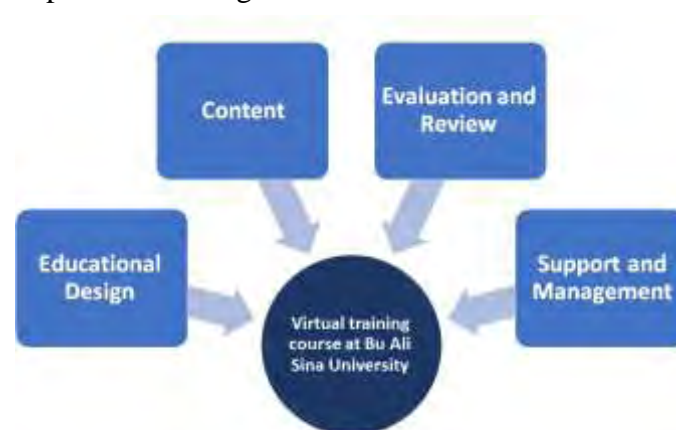 Content
Evaluation and
Review
Educational
Design
Support and
Management
Virtual training
course at Bu Ali
Sina University